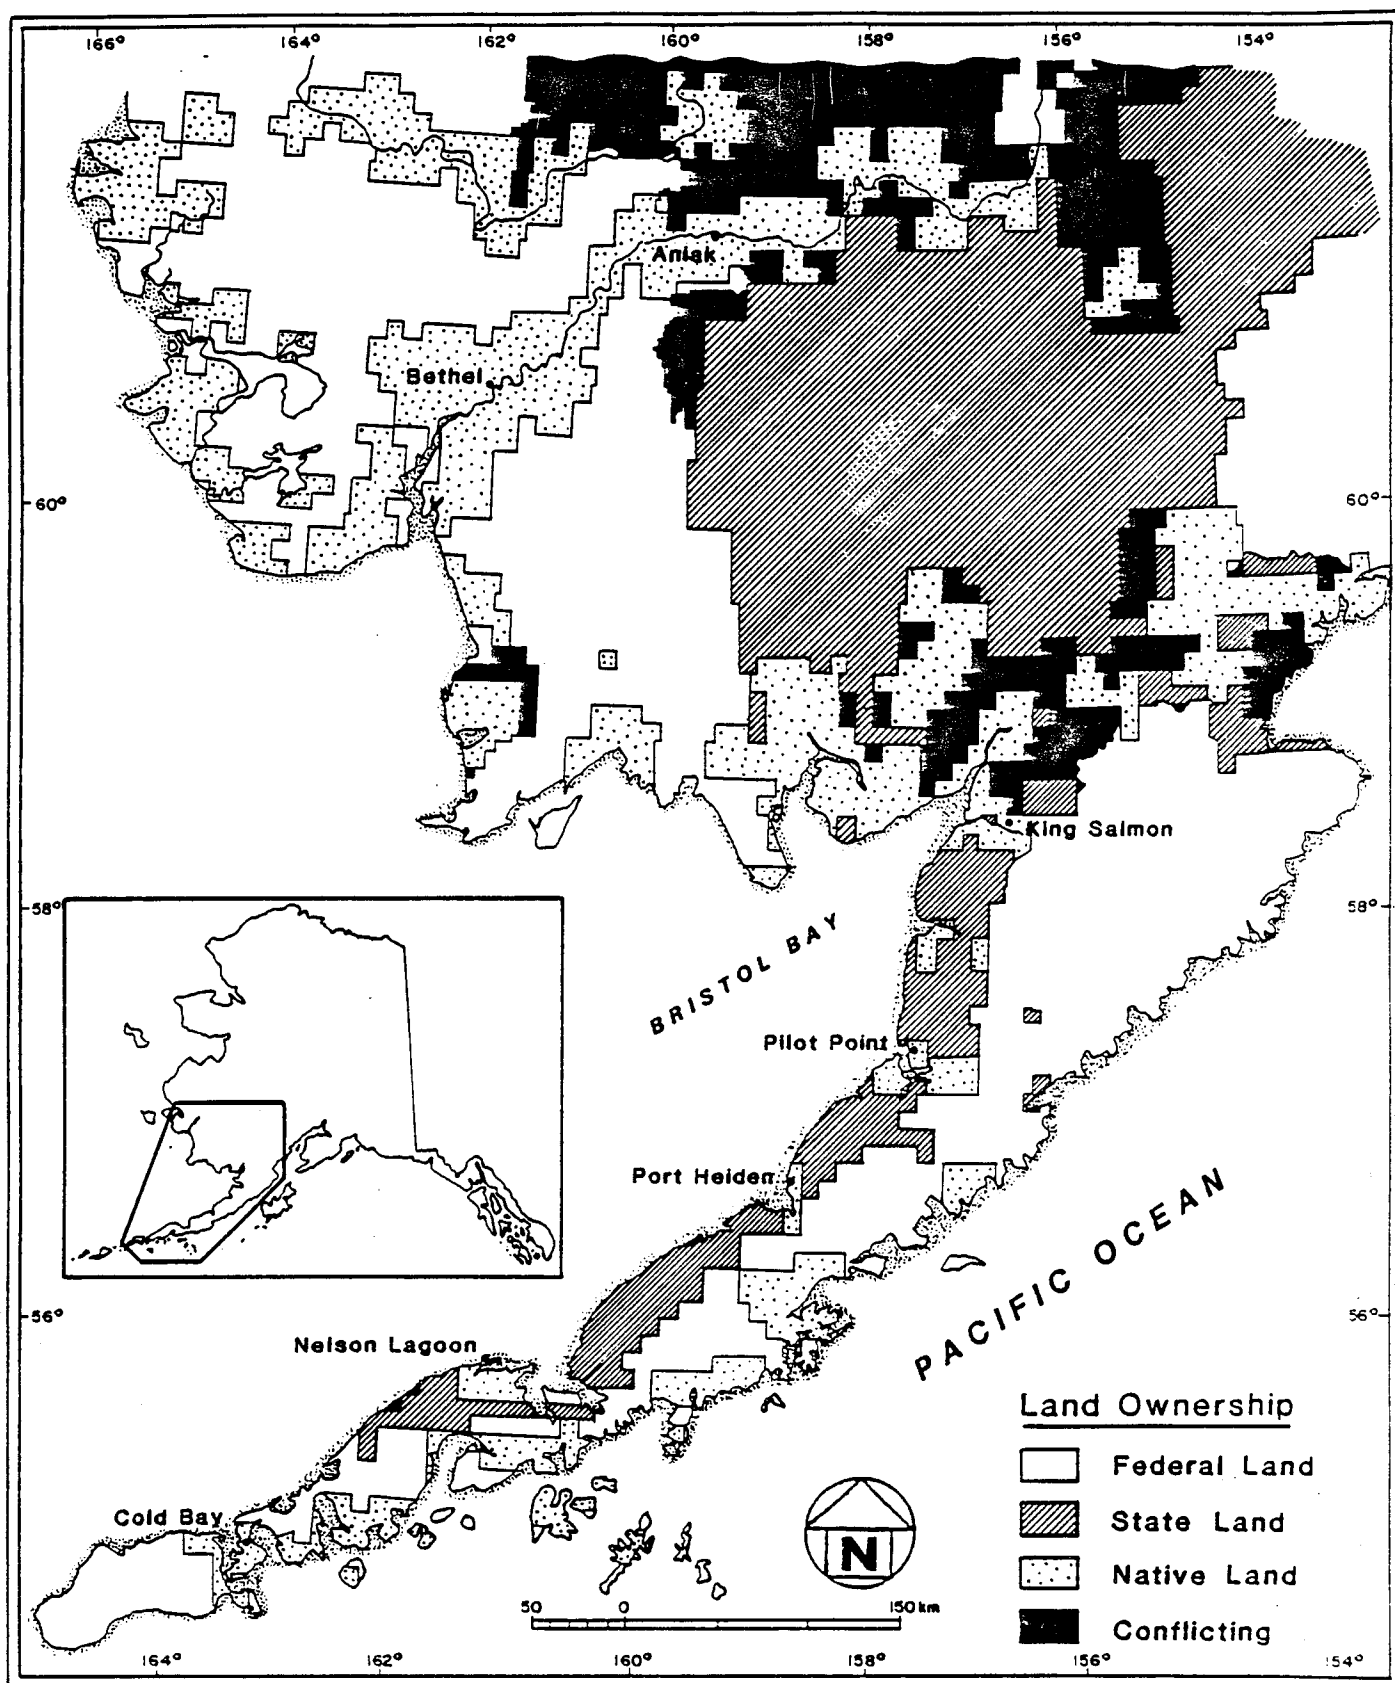 166° 164° 162° 160° 158° 156° 154°
Aniak
Bethel
60° 60°
King Salmon
58° 58°
BRISTOL BAY
Pilot Point
Port Heiden
PACIFIC OCEAN
56° 56°
Nelson Lagoon
Land Ownership
Federal Land
Cold Bay
State Land
N
Native Land
50 0 150 km
Conflicting
164° 162° 160° 158° 156° 154°